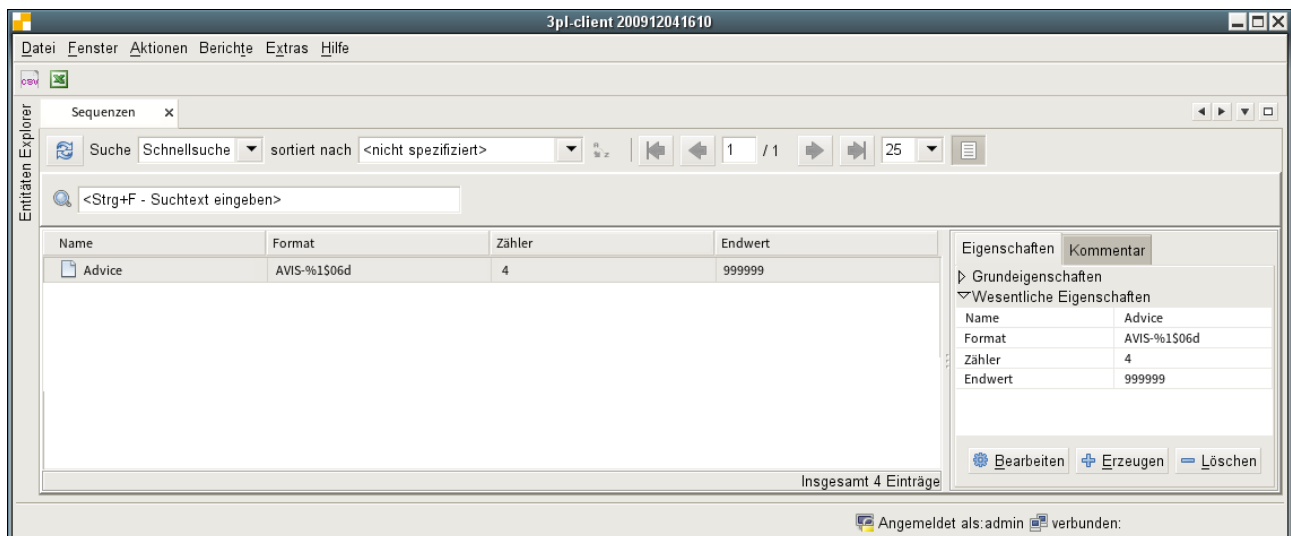 3pl-client 200912041610
Datei Fenster Aktionen Berichte Extras Hilfe
csv
Entitäten Explorer
Sequenzen
Suche Schnellsuche sortiert nach <nicht spezifiziert> 1 / 1 25
<Strg+F - Suchtext eingeben>
Name Format Zähler Endwert
Advice AVIS-%1$06d 4 999999
Insgesamt 4 Einträge
Eigenschaften Kommentar
Grundeigenschaften
Wesentliche Eigenschaften
Name Advice
Format AVIS-%1$06d
Zähler 4
Endwert 999999
Bearbeiten Erzeugen Löschen
Angemeldet als:admin verbunden: